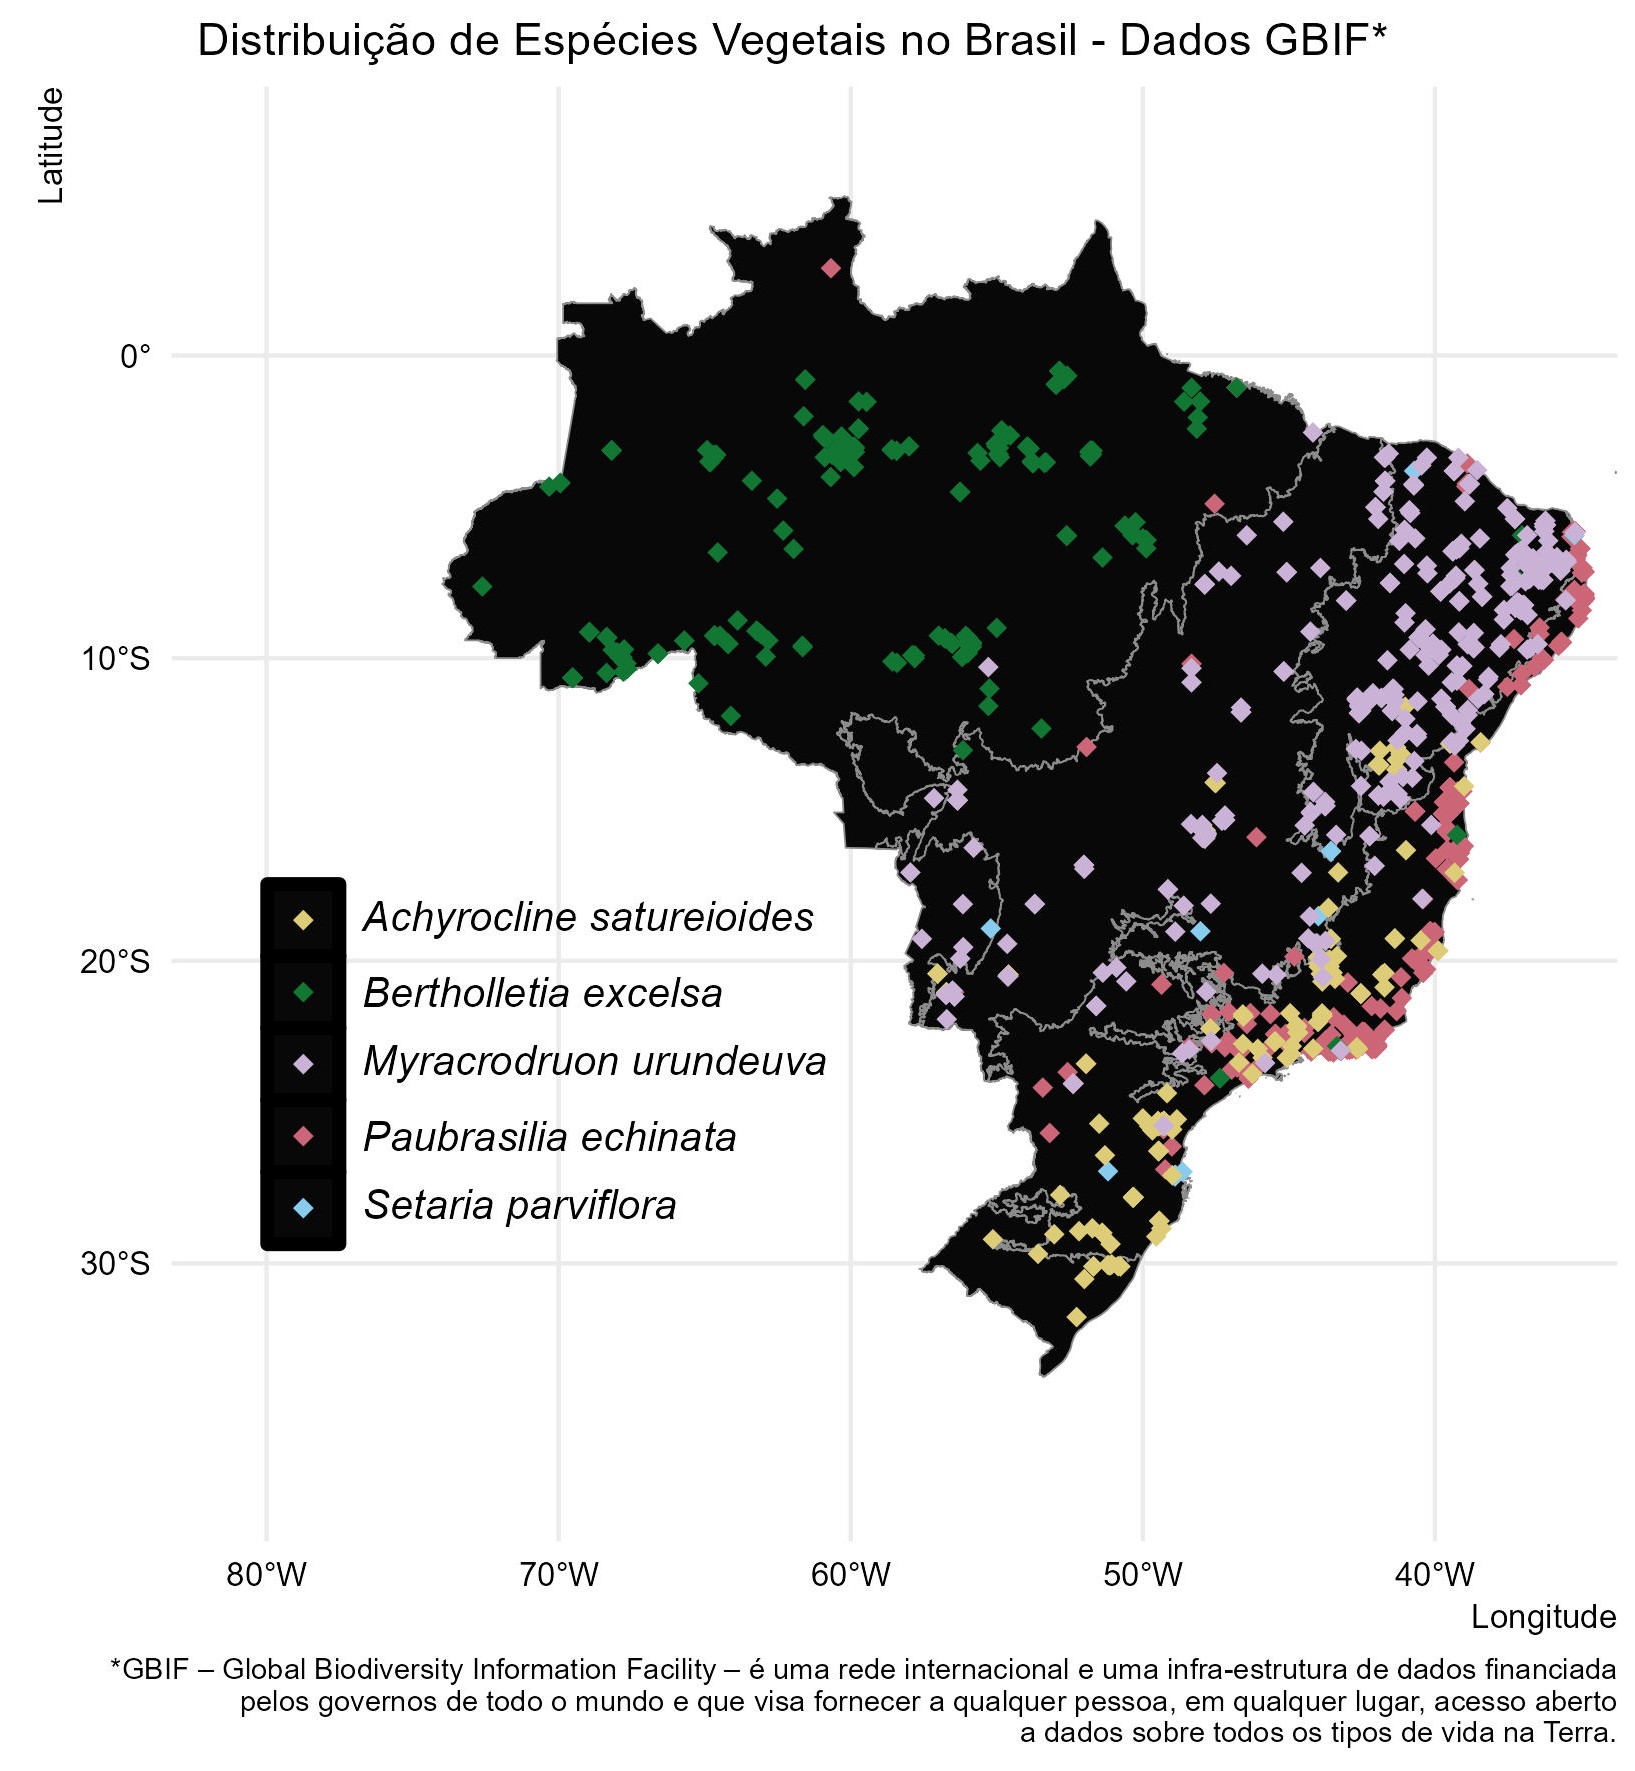 Distribuição de Espécies Vegetais no Brasil - Dados GBIF*
Latitude
0°
10°S
20°S
30°S
Achyrocline satureioides
Bertholletia excelsa
Myracrodruon urundeuva
Paubrasilia echinata
Setaria parviflora
80°W
70°W
60°W
50°W
40°W
Longitude
*GBIF – Global Biodiversity Information Facility – é uma rede internacional e uma infra-estrutura de dados financiada
pelos governos de todo o mundo e que visa fornecer a qualquer pessoa, em qualquer lugar, acesso aberto
a dados sobre todos os tipos de vida na Terra.